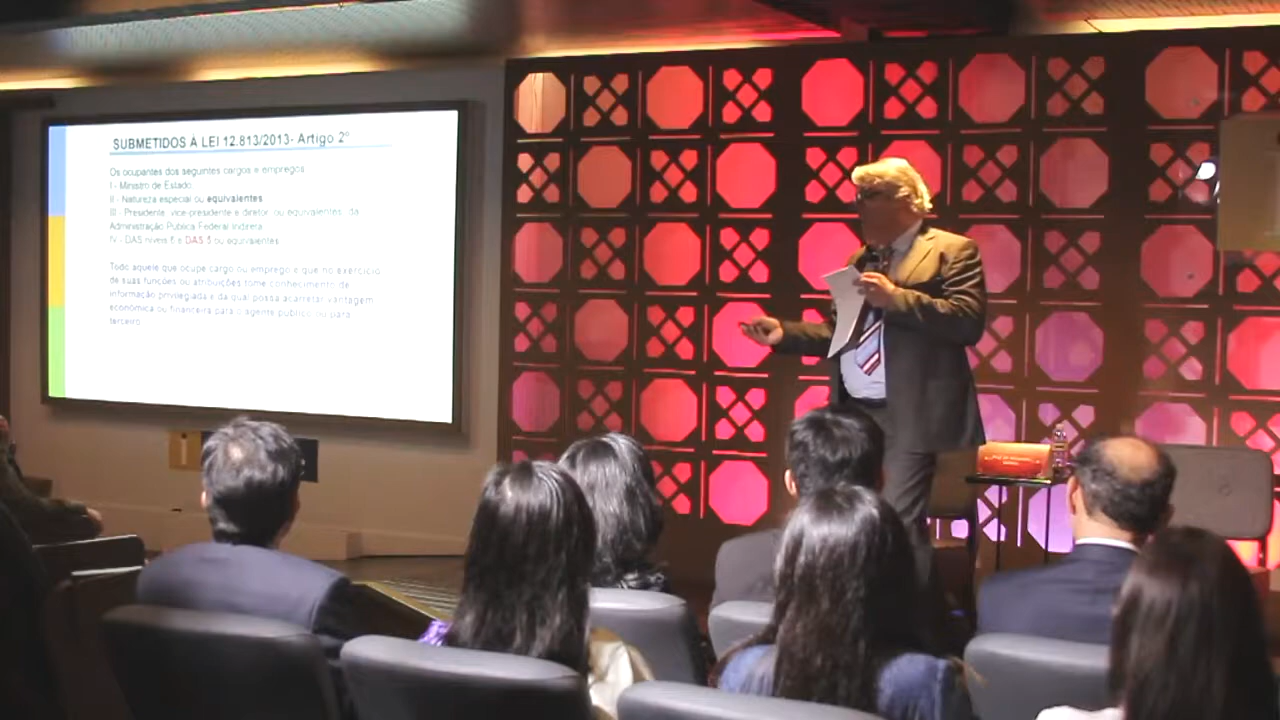 SUBMETIDOS À LEI 12.813/2013- Artigo 2º
Os ocupantes dos seguintes cargos e empregos
I - Ministro de Estado
II - Natureza especial ou equivalentes
III - Presidente, vice-presidente e diretor, ou equivalentes, da
Administração Pública Federal Indireta
IV - DAS níveis 6 e DAS 5 ou equivalentes
Todo aquele que ocupe cargo ou emprego e que no exercício
de suas funções ou atribuições tome conhecimento de
informação privilegiada e da qual possa acarretar vantagem
econômica ou financeira para o agente público, ou para
terceiro